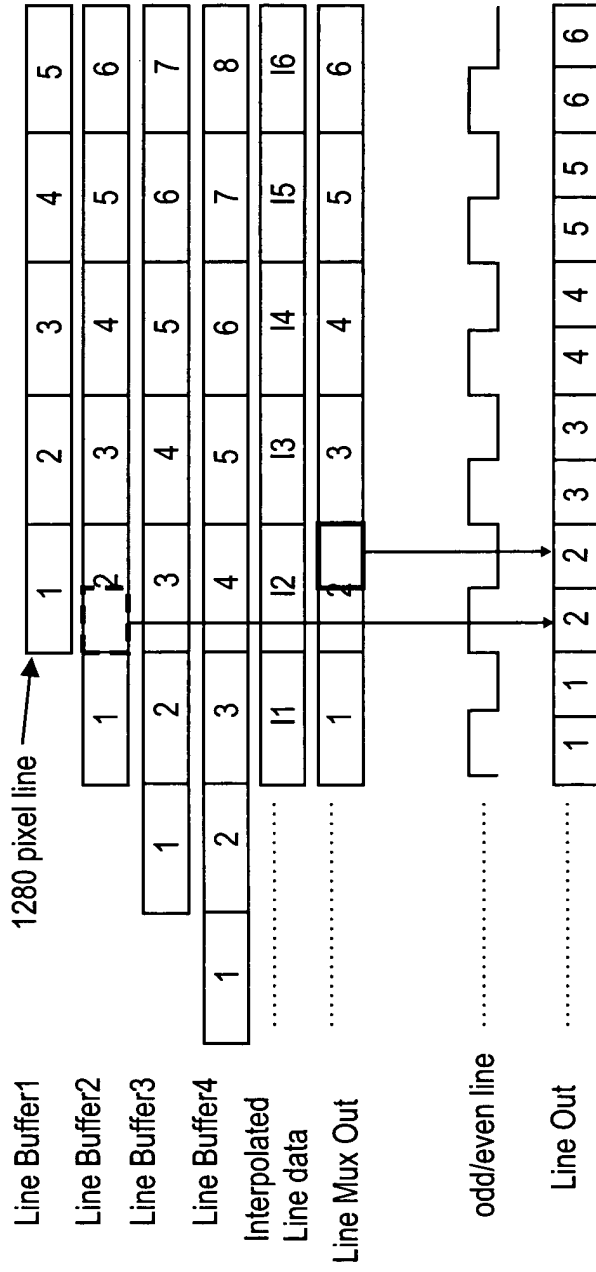 1280 pixel line
Line Buffer1 1 2 3 4 5
Line Buffer2 1 2 3 4 5 6
Line Buffer3 1 2 3 4 5 6 7
Line Buffer4 1 2 3 4 5 6 7 8
Interpolated
Line data I1 I2 I3 I4 I5 I6
Line Mux Out 1 2 3 4 5 6
odd/even line
Line Out 1 1 2 2 3 3 4 4 5 5 6 6